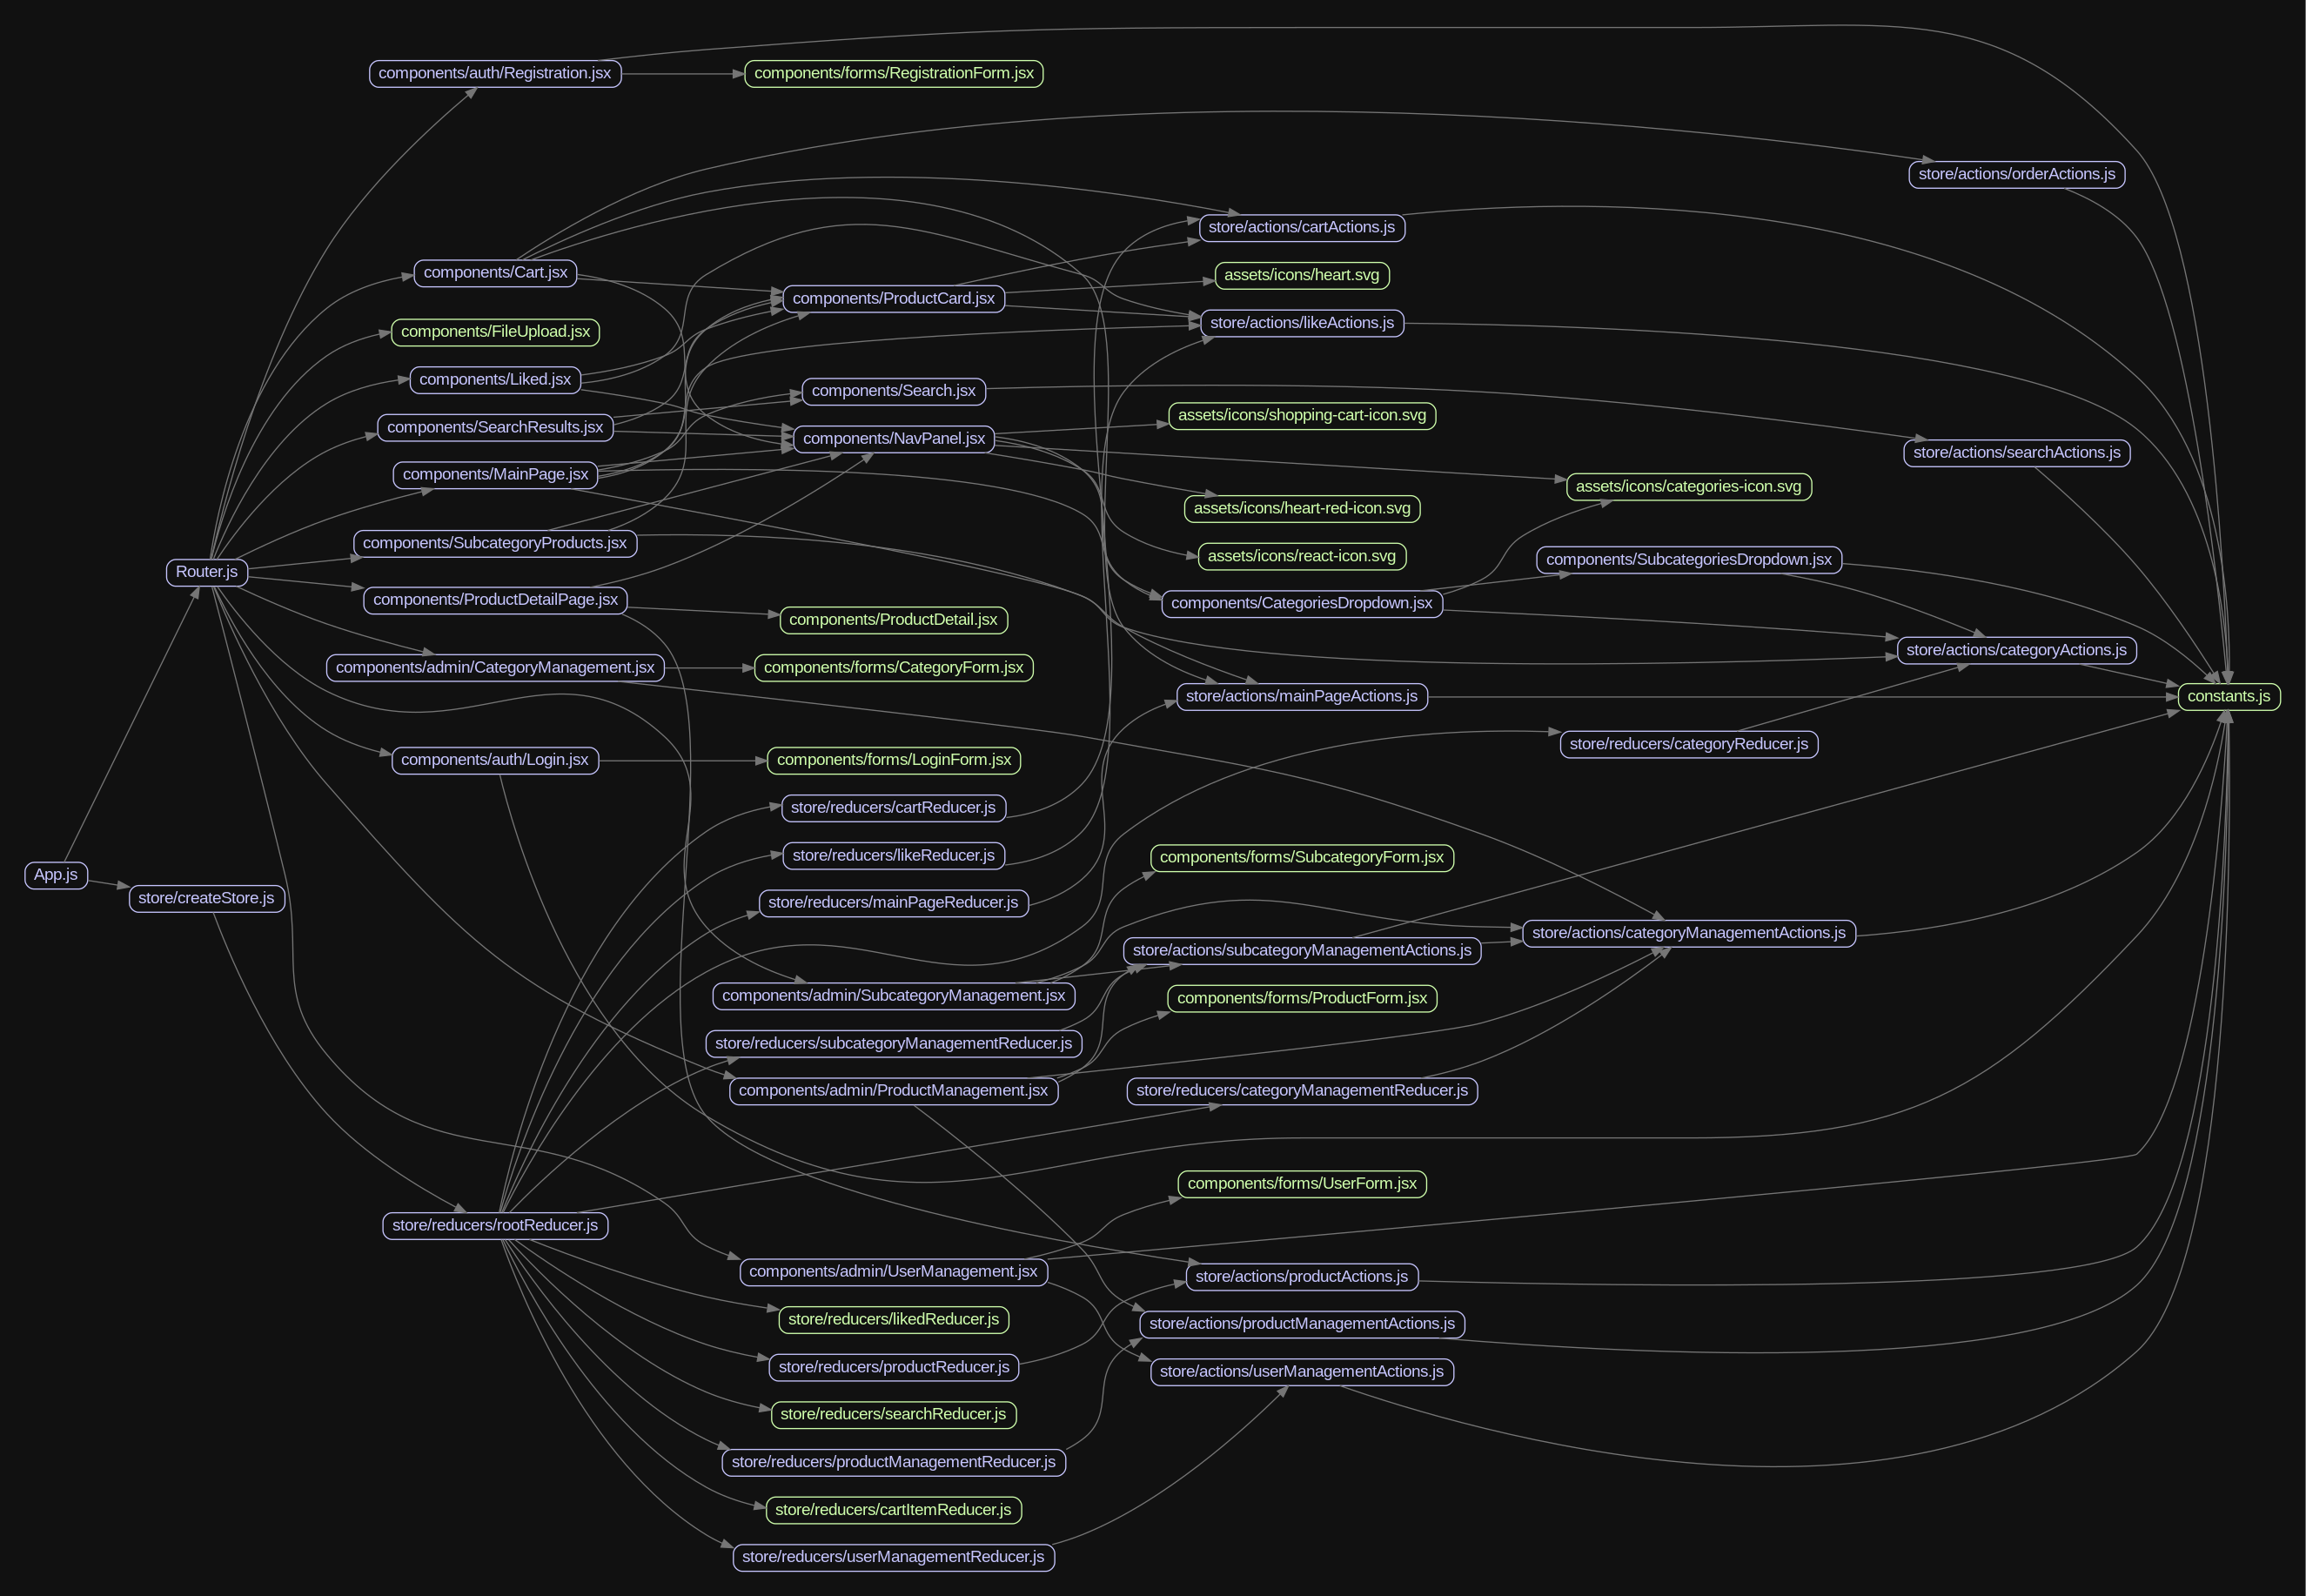 components/auth/Registration.jsx
components/forms/RegistrationForm.jsx
store/actions/orderActions.js
store/actions/cartActions.js
components/Cart.jsx
assets/icons/heart.svg
components/ProductCard.jsx
store/actions/likeActions.js
components/FileUpload.jsx
components/Liked.jsx
components/Search.jsx
assets/icons/shopping-cart-icon.svg
components/SearchResults.jsx
components/NavPanel.jsx
store/actions/searchActions.js
components/MainPage.jsx
assets/icons/categories-icon.svg
assets/icons/heart-red-icon.svg
components/SubcategoryProducts.jsx
assets/icons/react-icon.svg
components/SubcategoriesDropdown.jsx
Router.js
components/ProductDetailPage.jsx
components/CategoriesDropdown.jsx
components/ProductDetail.jsx
store/actions/categoryActions.js
components/admin/CategoryManagement.jsx
components/forms/CategoryForm.jsx
store/actions/mainPageActions.js
constants.js
store/reducers/categoryReducer.js
components/auth/Login.jsx
components/forms/LoginForm.jsx
store/reducers/cartReducer.js
store/reducers/likeReducer.js
components/forms/SubcategoryForm.jsx
App.js
store/createStore.js
store/reducers/mainPageReducer.js
store/actions/categoryManagementActions.js
store/actions/subcategoryManagementActions.js
components/admin/SubcategoryManagement.jsx
components/forms/ProductForm.jsx
store/reducers/subcategoryManagementReducer.js
components/admin/ProductManagement.jsx
store/reducers/categoryManagementReducer.js
components/forms/UserForm.jsx
store/reducers/rootReducer.js
components/admin/UserManagement.jsx
store/actions/productActions.js
store/reducers/likedReducer.js
store/actions/productManagementActions.js
store/reducers/productReducer.js
store/actions/userManagementActions.js
store/reducers/searchReducer.js
store/reducers/productManagementReducer.js
store/reducers/cartItemReducer.js
store/reducers/userManagementReducer.js